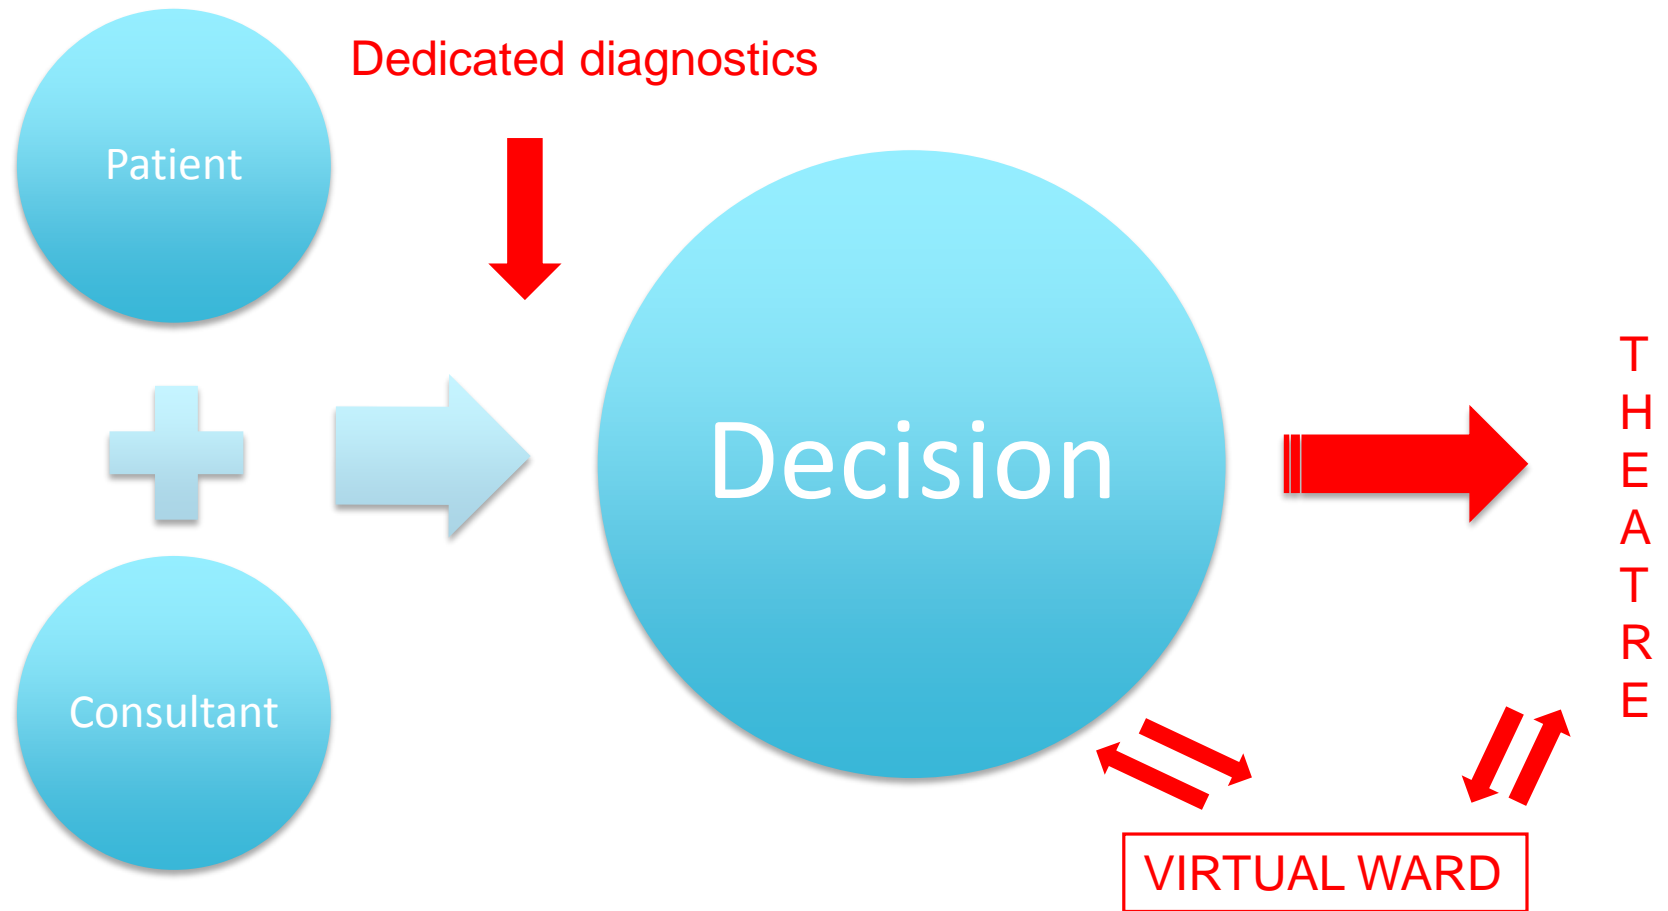 Dedicated diagnostics
Patient
Decision
Consultant
T
H
E
A
T
R
E
VIRTUAL WARD